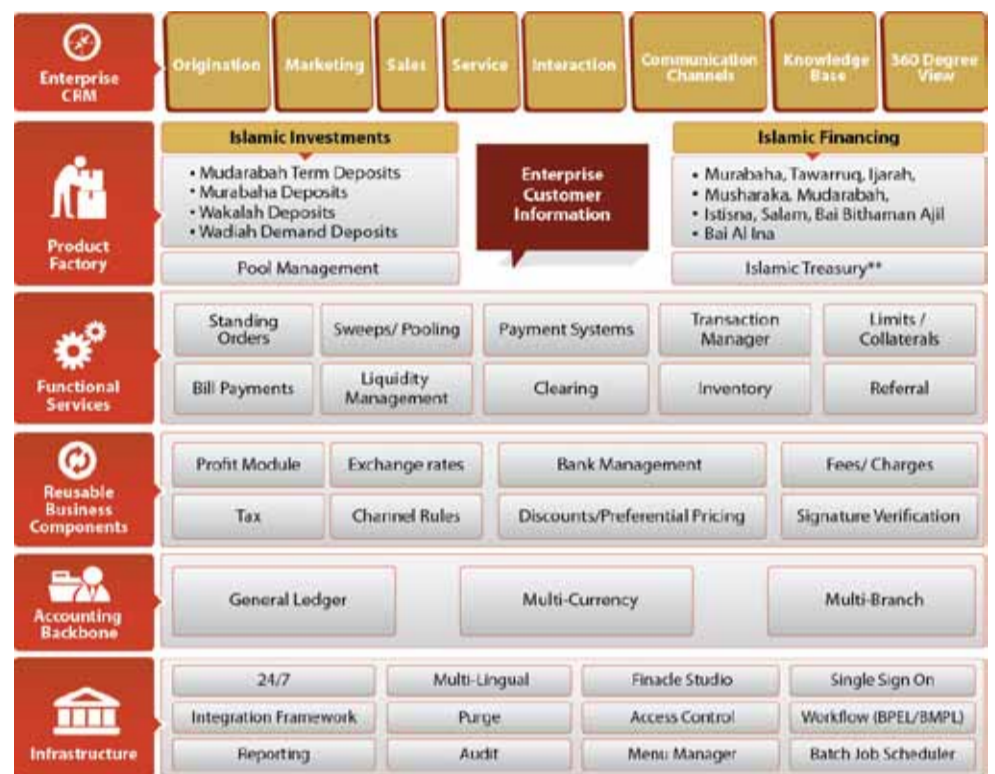 Enterprise
CRM
Origination
Marketing
Sales
Service
Interaction
Communication
Channels
Knowledge
Base
360 Degree
View
Product
Factory
Islamic Investments
• Mudarabah Term Deposits
• Murabaha Deposits
• Wakalah Deposits
• Wadiah Demand Deposits
Pool Management
Enterprise
Customer
Information
Islamic Financing
• Murabaha, Tawarruq, Ijarah,
• Musharaka, Mudarabah,
• Istisna, Salam, Bai Bithaman Ajil
• Bai Al Ina
Islamic Treasury**
Functional
Services
Standing
Orders
Sweeps/ Pooling
Payment Systems
Transaction
Manager
Limits /
Collaterals
Bill Payments
Liquidity
Management
Clearing
Inventory
Referral
Reusable
Business
Components
Profit Module
Exchange rates
Bank Management
Fees/ Charges
Tax
Channel Rules
Discounts/Preferential Pricing
Signature Verification
Accounting
Backbone
General Ledger
Multi-Currency
Multi-Branch
Infrastructure
24/7
Multi-Lingual
Finacle Studio
Single Sign On
Integration Framework
Purge
Access Control
Workflow (BPEL/BMPL)
Reporting
Audit
Menu Manager
Batch Job Scheduler